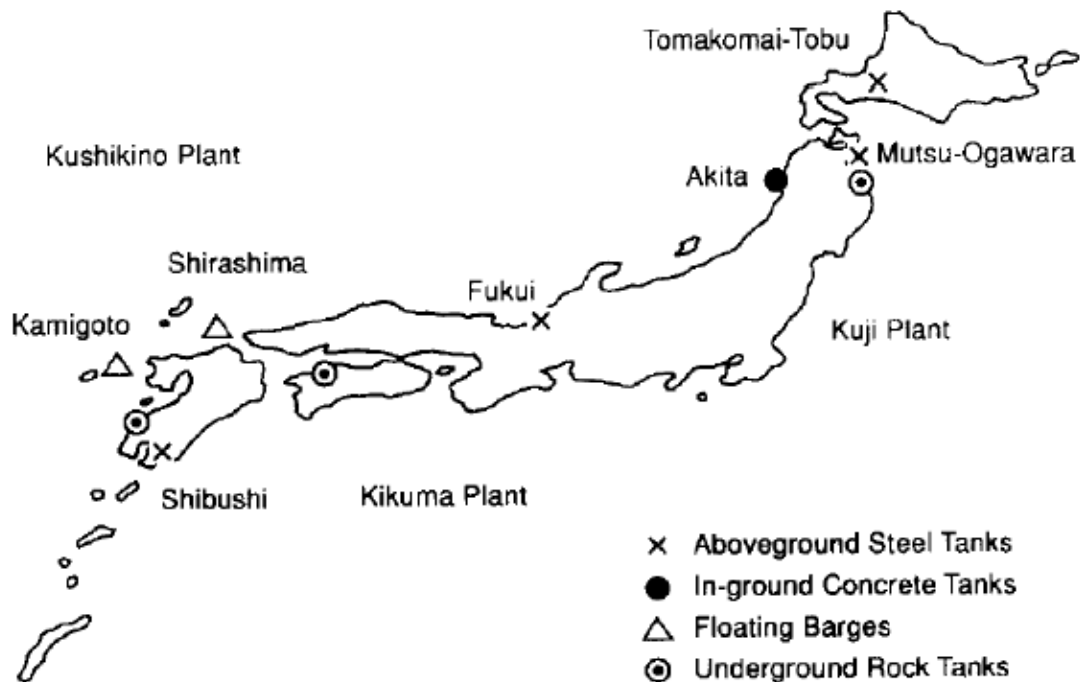 Tomakomai-Tobu
Kushikino Plant
Mutsu-Ogawara
Akita
Shirashima
Fukui
Kamigoto
Kuji Plant
Shibushi
Kikuma Plant
Aboveground Steel Tanks
In-ground Concrete Tanks
Floating Barges
Underground Rock Tanks